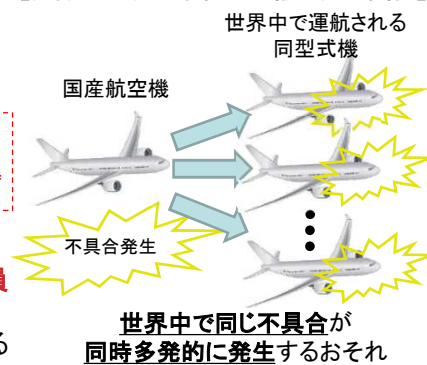 世界中で運航される
同型式機
国産航空機
不具合発生
る
世界中で同じ不具合が
同時多発的に発生するおそれ